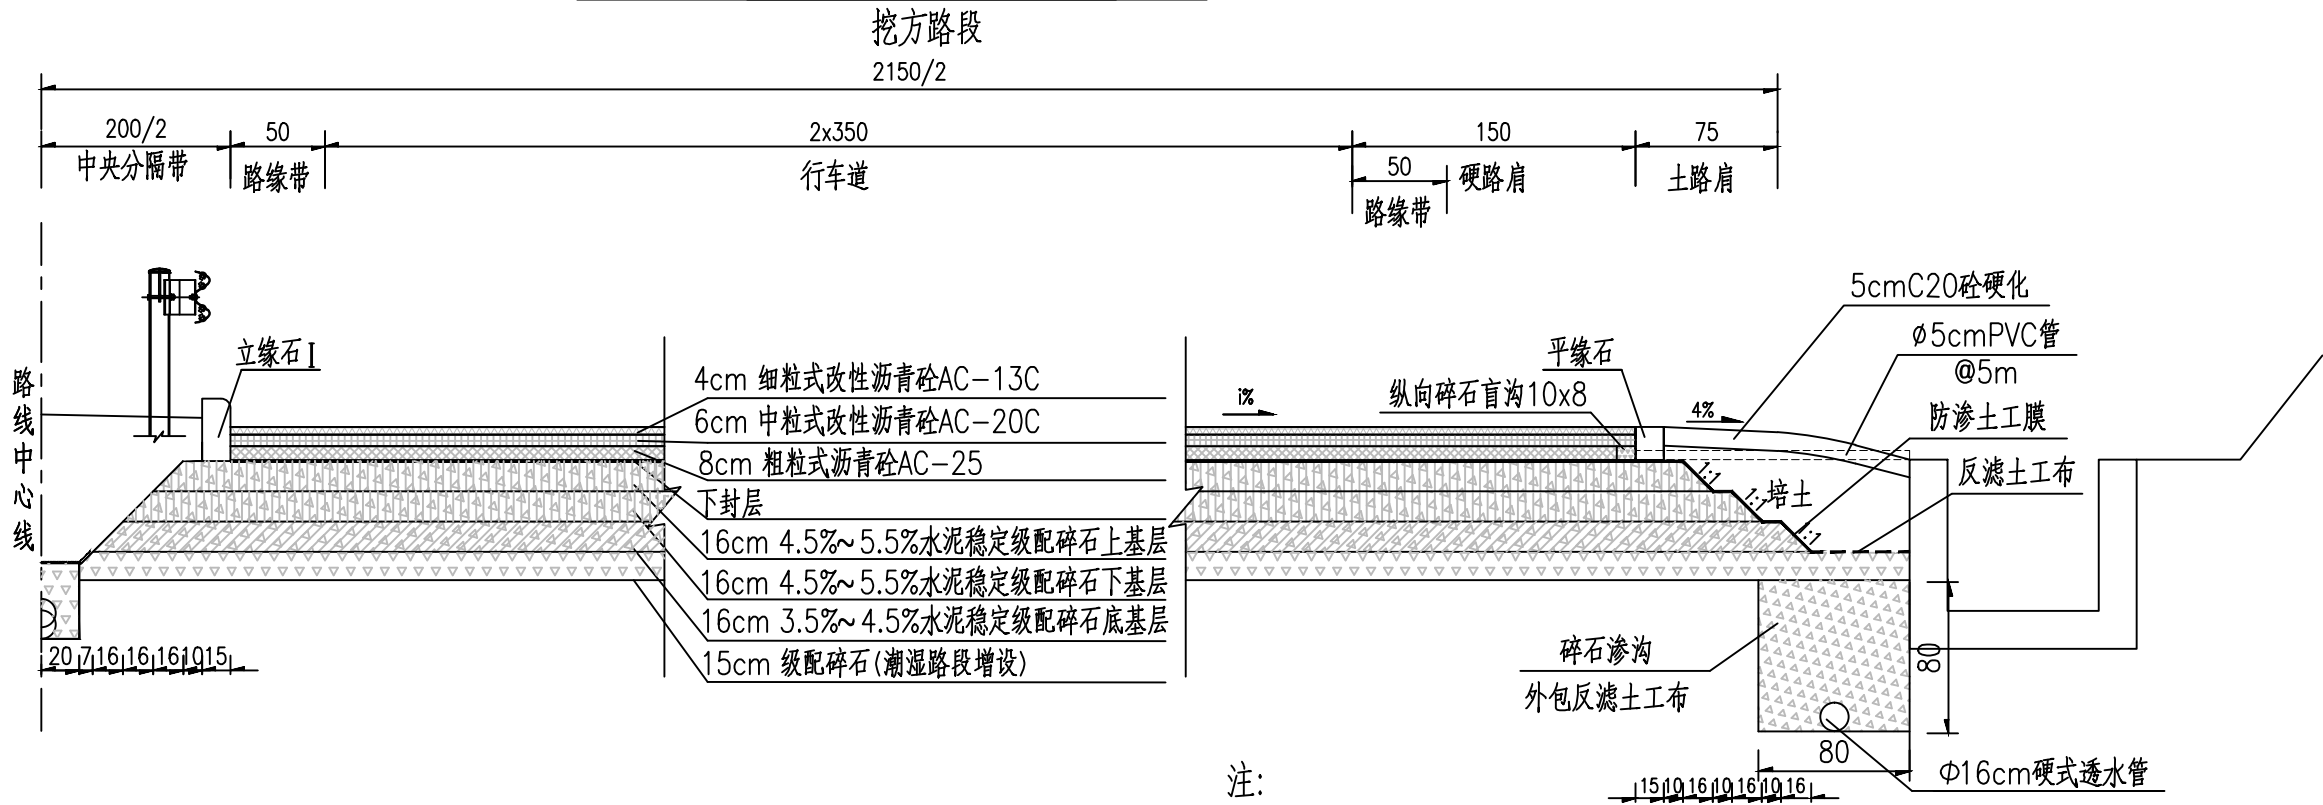 挖方路段
2150/2
200/2
50
2x350
150
75
中央分隔带
路缘带
行车道
50
硬路肩
土路肩
路缘带
5cmC20砼硬化
立缘石I
平缘石
ϕ5cmPVC管
@5m
路线中心线
4cm 细粒式改性沥青砼AC-13C
i%
纵向碎石盲沟10x8
4%
防渗土工膜
6cm 中粒式改性沥青砼AC-20C
8cm 粗粒式沥青砼AC-25
反滤土工布
下封层
1:1
1:1
培土
1:1
16cm 4.5%~5.5%水泥稳定级配碎石上基层
16cm 4.5%~5.5%水泥稳定级配碎石下基层
16cm 3.5%~4.5%水泥稳定级配碎石底基层
15cm 级配碎石(潮湿路段增设)
20 7 16 16 16 10 15
碎石渗沟
外包反滤土工布
80
80
Φ16cm硬式透水管
注:
15 10 16 10 16 10 16